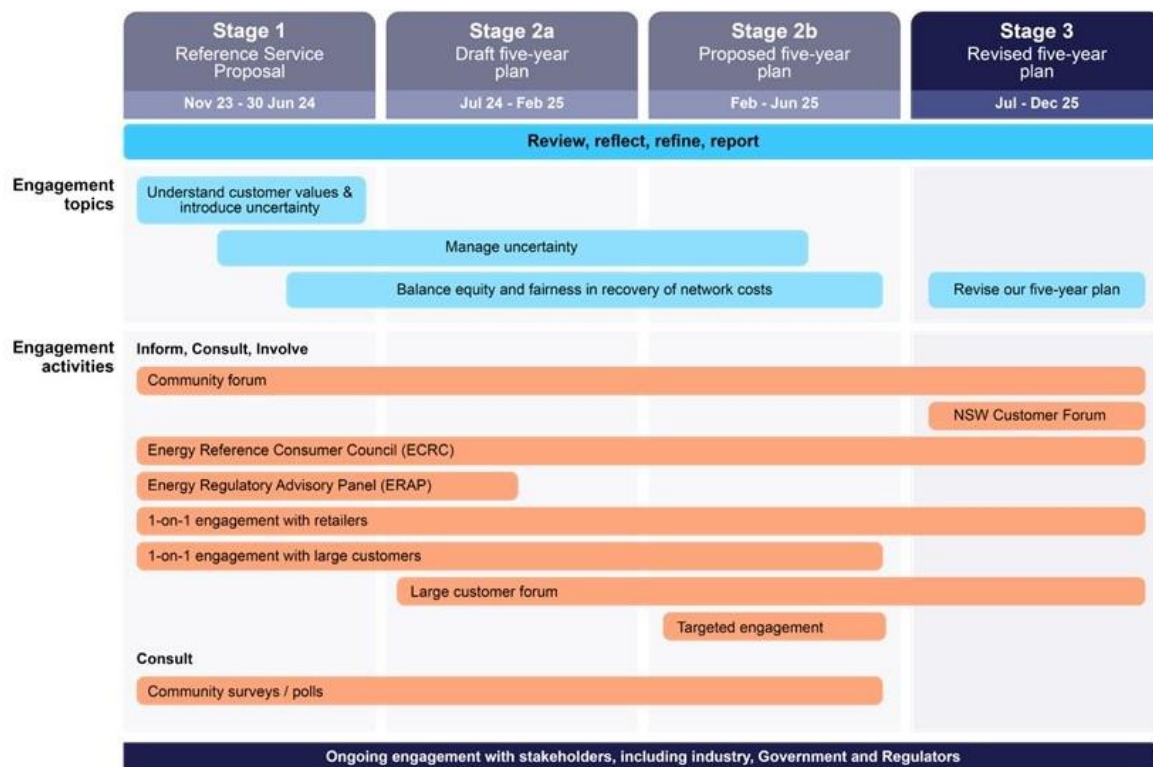 Stage 1
Reference Service
Proposal
Nov 23 - 30 Jun 24
Stage 2a
Draft five-year
plan
Jul 24 - Feb 25
Stage 2b
Proposed five-year
plan
Feb - Jun 25
Stage 3
Revised five-year
plan
Jul - Dec 25
Review, reflect, refine, report
Engagement
topics
Understand customer values &
introduce uncertainty
Manage uncertainty
Balance equity and fairness in recovery of network costs
Revise our five-year plan
Engagement
activities
Inform, Consult, Involve
Community forum
NSW Customer Forum
Energy Reference Consumer Council (ECRC)
Energy Regulatory Advisory Panel (ERAP)
1-on-1 engagement with retailers
1-on-1 engagement with large customers
Large customer forum
Targeted engagement
Consult
Community surveys / polls
Ongoing engagement with stakeholders, including industry, Government and Regulators